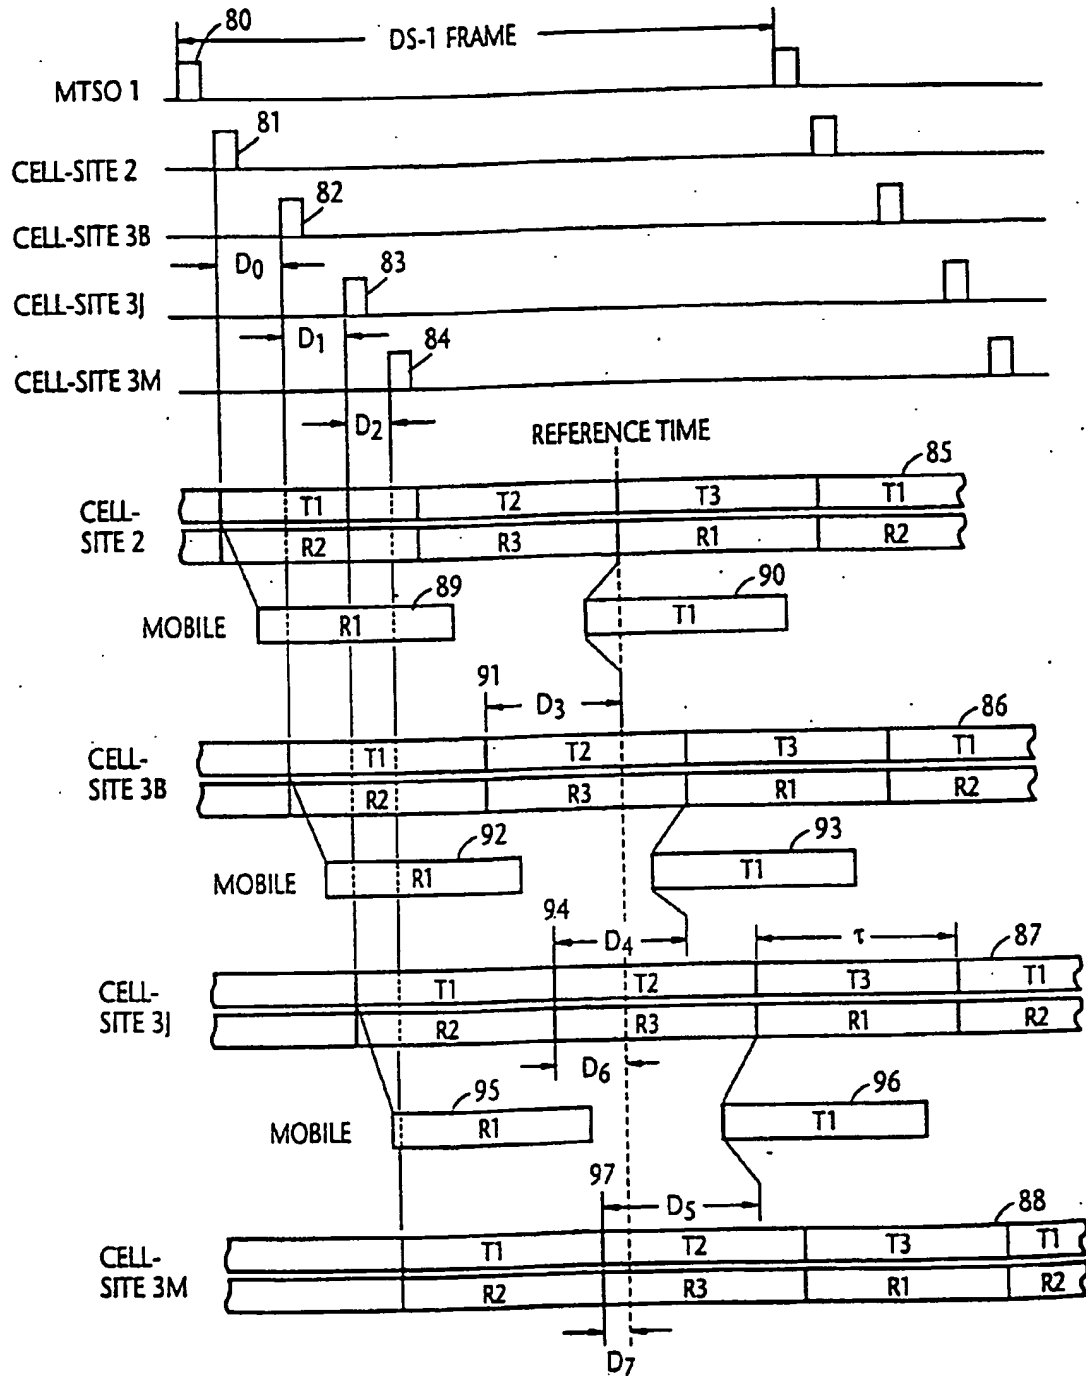 80
DS-1 FRAME
MTSO 1
81
CELL-SITE 2
82
CELL-SITE 3B
D0
83
CELL-SITE 3J
D1
84
CELL-SITE 3M
D2
REFERENCE TIME
85
CELL-
SITE 2
T1 T2 T3 T1
R2 R3 R1 R2
89
90
MOBILE R1 T1
91
D3
86
CELL-
SITE 3B
T1 T2 T3 T1
R2 R3 R1 R2
92
93
MOBILE R1 T1
94
D4
τ
87
CELL-
SITE 3J
T1 T2 T3 T1
R2 R3 R1 R2
D6
95
96
MOBILE R1 T1
97
D5
88
CELL-
SITE 3M
T1 T2 T3 T1
R2 R3 R1 R2
D7